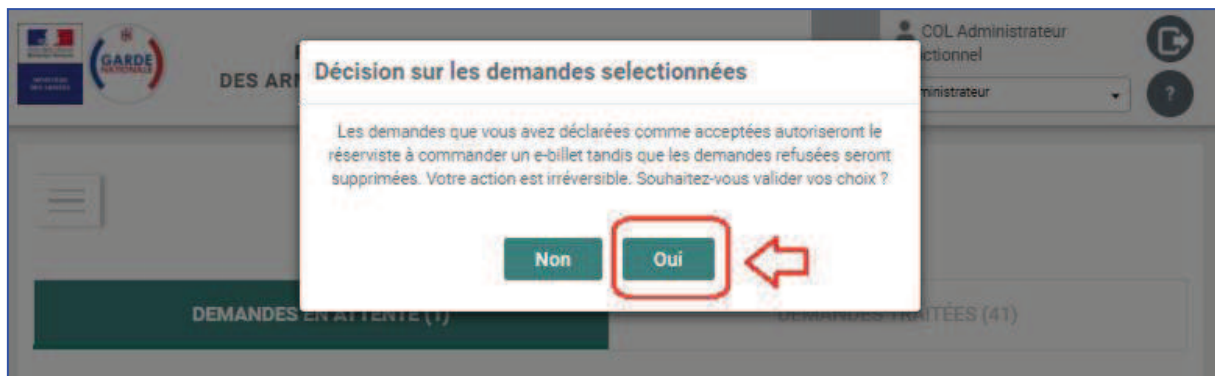 GARDE
NATIONALE
DES AR
COL Administrateur
ctionnel
ministrateur
?
Décision sur les demandes selectionnées
Les demandes que vous avez déclarées comme acceptées autoriseront le
réserviste à commander un e-billet tandis que les demandes refusées seront
supprimées. Votre action est irréversible. Souhaitez-vous valider vos choix ?
Non Oui
DEMANDES EN ATTENTE (1) DEMANDES TRAITÉES (41)